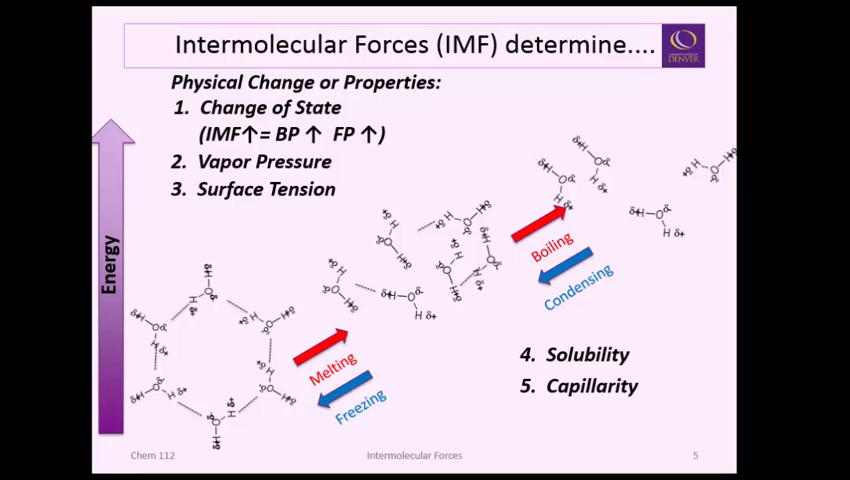 Intermolecular Forces (IMF) determine....
DENVER
Physical Change or Properties:
1. Change of State
(IMF↑= BP ↑ FP ↑)
2. Vapor Pressure
3. Surface Tension
Energy
Boiling
Condensing
Melting
Freezing
4. Solubility
5. Capillarity
Chem 112
Intermolecular Forces
5